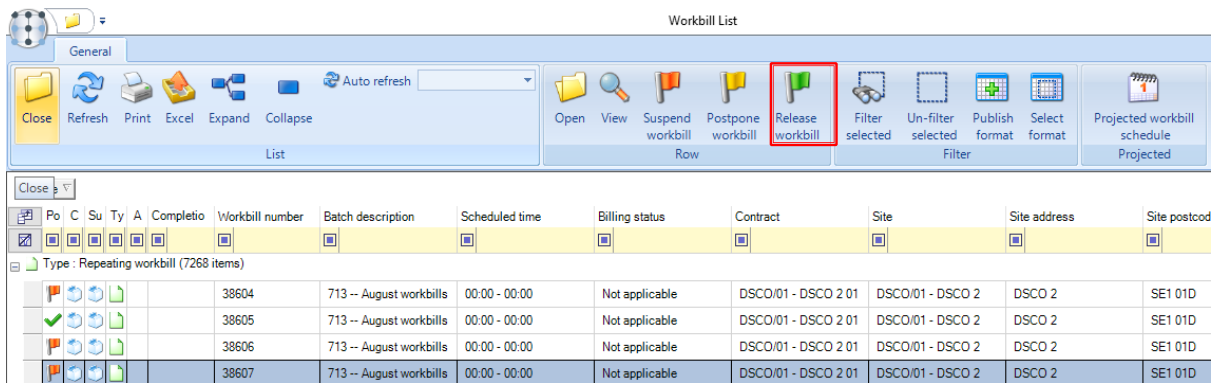 Workbill List
General
Close Refresh Print Excel Expand Collapse Auto refresh Open View Suspend workbill Postpone workbill Release workbill Filter selected Un-filter selected Publish format Select format Projected workbill schedule
List Row Filter Projected
Close
Po C Su Ty A Completio Workbill number Batch description Scheduled time Billing status Contract Site Site address Site postcod
Type : Repeating workbill (7268 items)
38604 713 -- August workbills 00:00 - 00:00 Not applicable DSCO/01 - DSCO 2 01 DSCO/01 - DSCO 2 DSCO 2 SE1 01D
38605 713 -- August workbills 00:00 - 00:00 Not applicable DSCO/01 - DSCO 2 01 DSCO/01 - DSCO 2 DSCO 2 SE1 01D
38606 713 -- August workbills 00:00 - 00:00 Not applicable DSCO/01 - DSCO 2 01 DSCO/01 - DSCO 2 DSCO 2 SE1 01D
38607 713 -- August workbills 00:00 - 00:00 Not applicable DSCO/01 - DSCO 2 01 DSCO/01 - DSCO 2 DSCO 2 SE1 01D